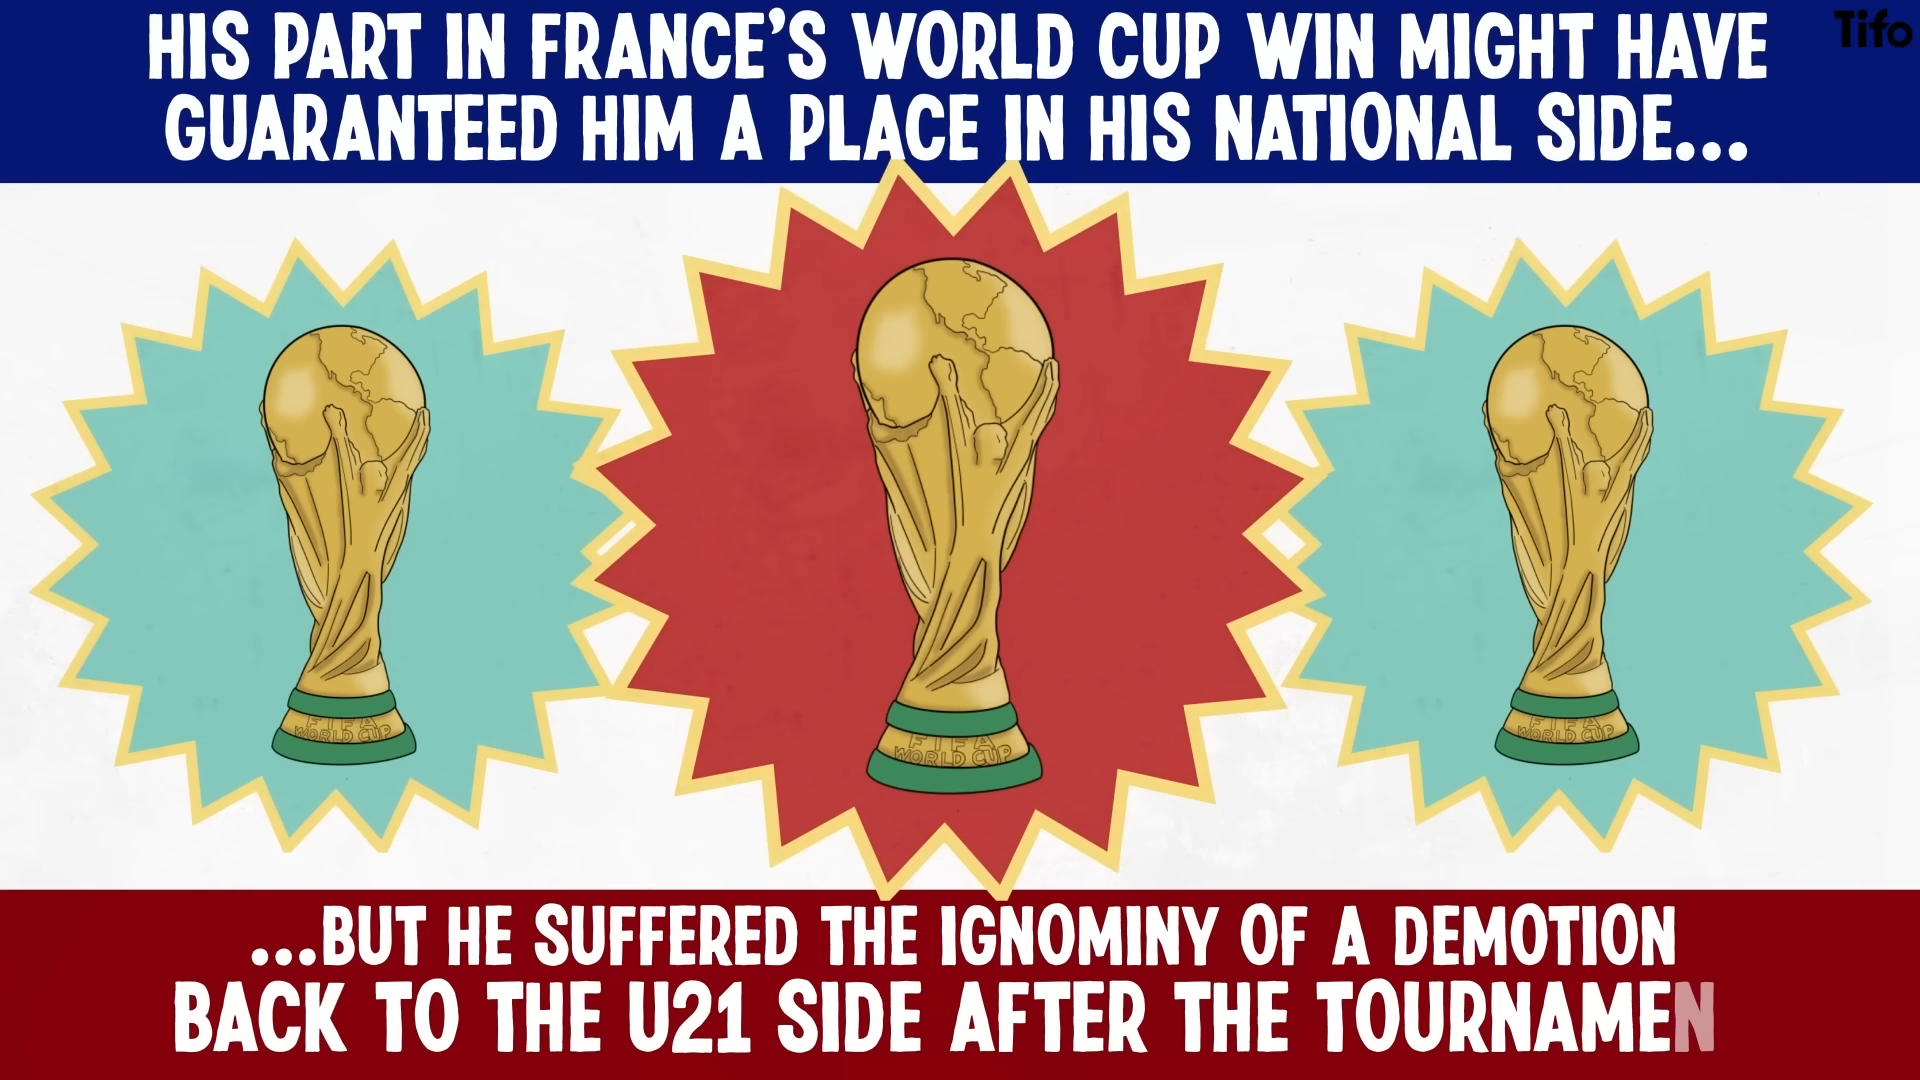 HIS PART IN FRANCE'S WORLD CUP WIN MIGHT HAVE
Tifo
GUARANTEED HIM A PLACE IN HIS NATIONAL SIDE...
FIFA
WORLD CUP
FIFA
WORLD CUP
FIFA
WORLD CUP
...BUT HE SUFFERED THE IGNOMINY OF A DEMOTION
BACK TO THE U21 SIDE AFTER THE TOURNAMEN